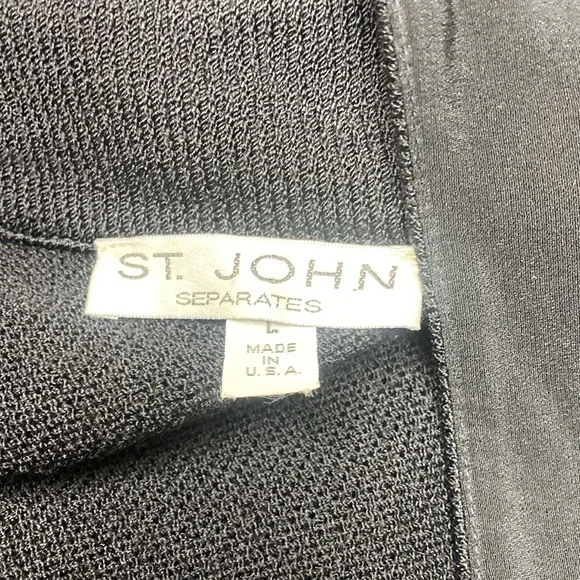 ST. JOHN
SEPARATES
L
MADE
IN
U.S.A.